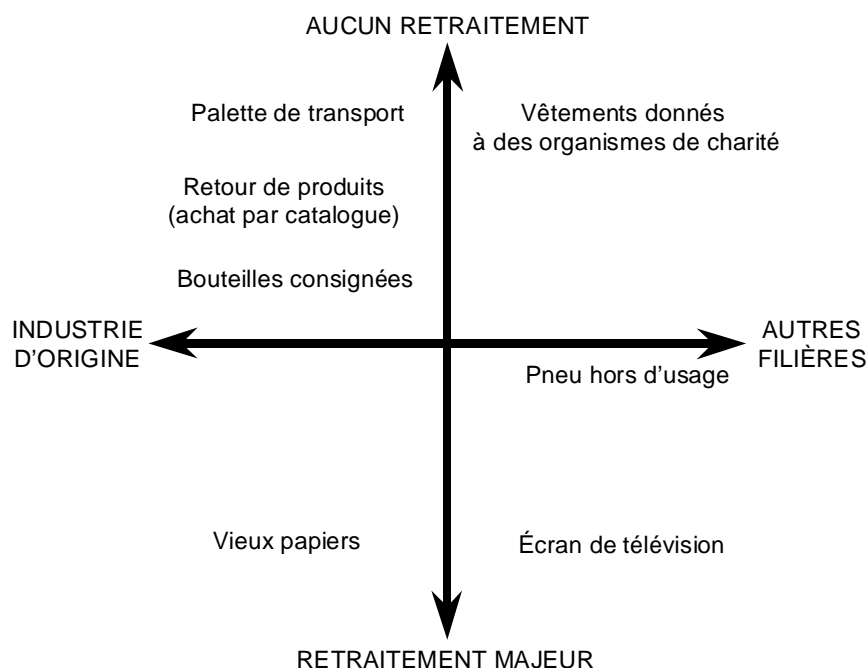 AUCUN RETRAITEMENT
Palette de transport
Vêtements donnés
à des organismes de charité
Retour de produits
(achat par catalogue)
Bouteilles consignées
INDUSTRIE
D'ORIGINE
AUTRES
FILIÈRES
Pneu hors d'usage
Vieux papiers
Écran de télévision
RETRAITEMENT MAJEUR